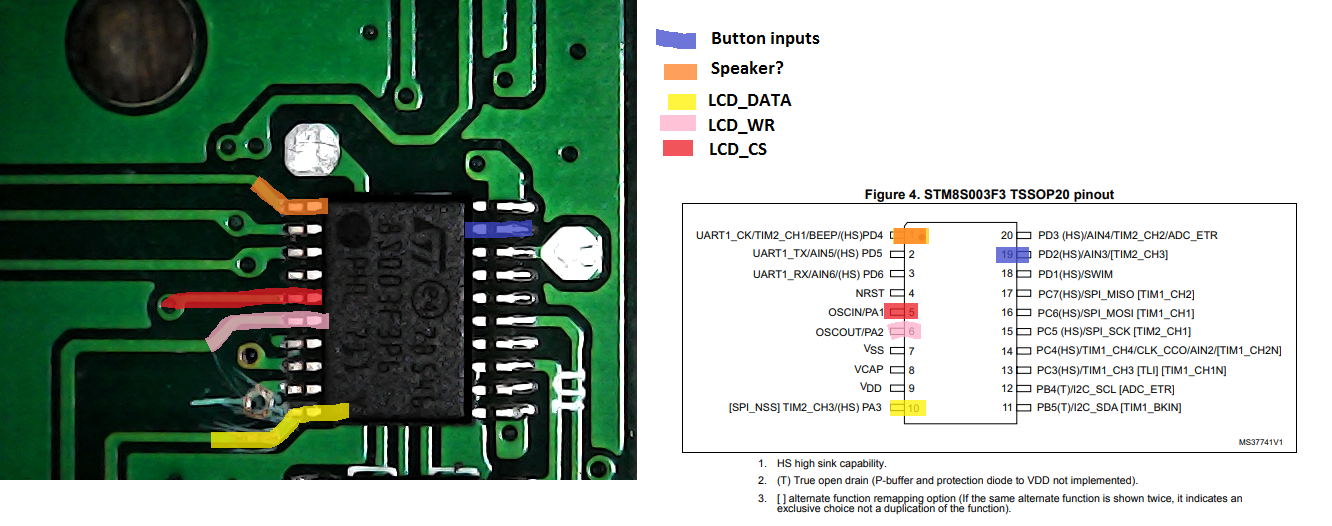 Button inputs
Speaker?
LCD_DATA
LCD_WR
LCD_CS
Figure 4. STM8S003F3 TSSOP20 pinout
UART1_CK/TIM2_CH1/BEEP/(HS)PD4
20 PD3 (HS)/AIN4/TIM2_CH2/ADC_ETR
UART1_TX/AIN5/(HS) PD5 2
19 PD2(HS)/AIN3/[TIM2_CH3]
UART1_RX/AIN6/(HS) PD6 3
18 PD1(HS)/SWIM
NRST 4
17 PC7(HS)/SPI_MISO [TIM1_CH2]
OSCIN/PA1 5
16 PC6(HS)/SPI_MOSI [TIM1_CH1]
OSCOUT/PA2 6
15 PC5 (HS)/SPI_SCK [TIM2_CH1]
VSS 7
14 PC4(HS)/TIM1_CH4/CLK_CCO/AIN2/[TIM1_CH2N]
VCAP 8
13 PC3(HS)/TIM1_CH3 [TLI] [TIM1_CH1N]
VDD 9
12 PB4(T)/I2C_SCL [ADC_ETR]
[SPI_NSS] TIM2_CH3/(HS) PA3 10
11 PB5(T)/I2C_SDA [TIM1_BKIN]
MS37741V1
1. HS high sink capability.
2. (T) True open drain (P-buffer and protection diode to VDD not implemented).
3. [ ] alternate function remapping option (If the same alternate function is shown twice, it indicates an
exclusive choice not a duplication of the function).